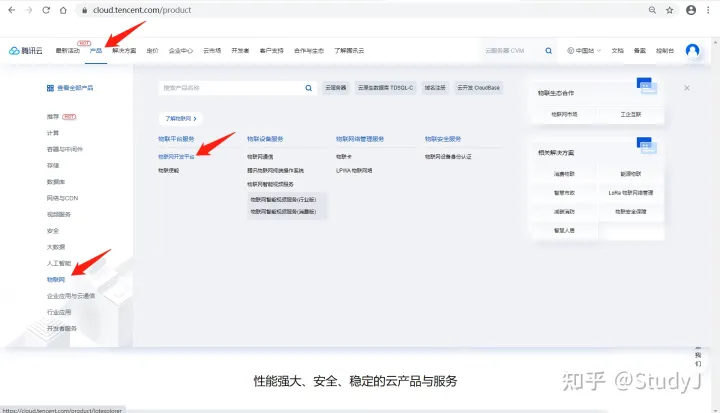 cloud.tencent.com/product
腾讯云
最新活动 HOT 产品 解决方案 定价 企业中心 云市场 开发者 客户支持 合作与生态 了解腾讯云 云服务器 CVM 中国站 文档 备案 控制台
查看全部产品
搜索产品名称
云服务器 云原生数据库 TDSQL-C 域名注册 云开发 CloudBase
推荐 HOT
计算
容器与中间件
存储
数据库
网络与CDN
视频服务
安全
大数据
人工智能
物联网
企业应用与云通信
行业应用
开发者服务
了解物联网
物联平台服务
物联网开发平台
物联使能
物联设备服务
物联网通信
腾讯物联网终端操作系统
物联网智能视频服务
物联网智能视频服务(行业版)
物联网智能视频服务(消费版)
物联网络管理服务
物联卡
LPWA 物联网络
物联安全服务
物联网设备身份认证
物联生态合作
物联网市场 工企互联
相关解决方案
消费物联 能源物联
智慧市政 LoRa 物联网管理
减碳消防 物联安全保障
智慧人居
我
们
性能强大、安全、稳定的云产品与服务
知乎 @StudyJ
https://cloud.tencent.com/product/iotexplorer